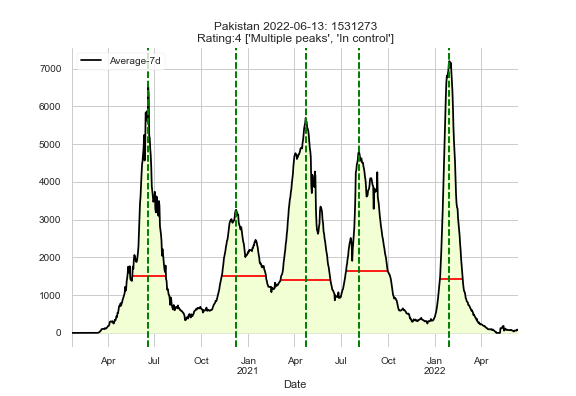 Pakistan 2022-06-13: 1531273
Rating:4 ['Multiple peaks', 'In control']
Average-7d
7000
6000
5000
4000
3000
2000
1000
0
Apr Jul Oct Jan Apr Jul Oct Jan Apr
2021 2022
Date